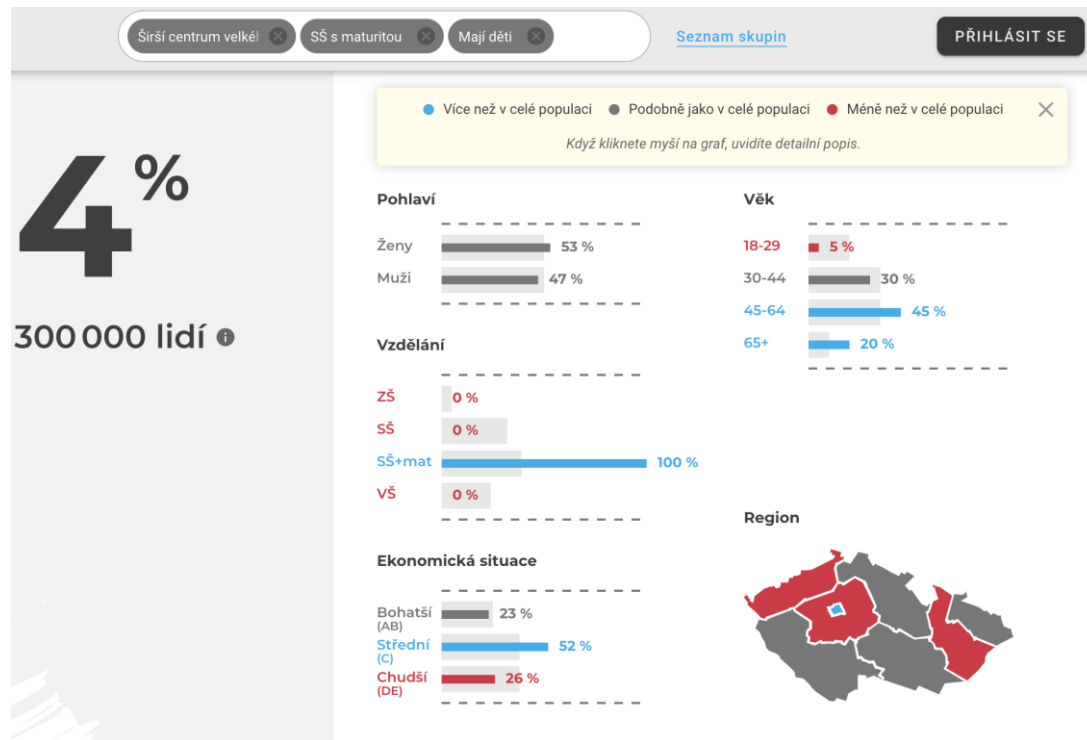 Širší centrum velkéh SŠ s maturitou Mají děti Seznam skupin PŘIHLÁSIT SE
Více než v celé populaci Podobně jako v celé populaci Méně než v celé populaci
Když kliknete myší na graf, uvidíte detailní popis.
4 %
300 000 lidí
Pohlaví
Ženy 53 %
Muži 47 %
Vzdělání
ZŠ 0 %
SŠ 0 %
SŠ+mat 100 %
VŠ 0 %
Ekonomická situace
Bohatší 23 %
(AB)
Střední 52 %
(C)
Chudší 26 %
(DE)
Věk
18-29 5 %
30-44 30 %
45-64 45 %
65+ 20 %
Region